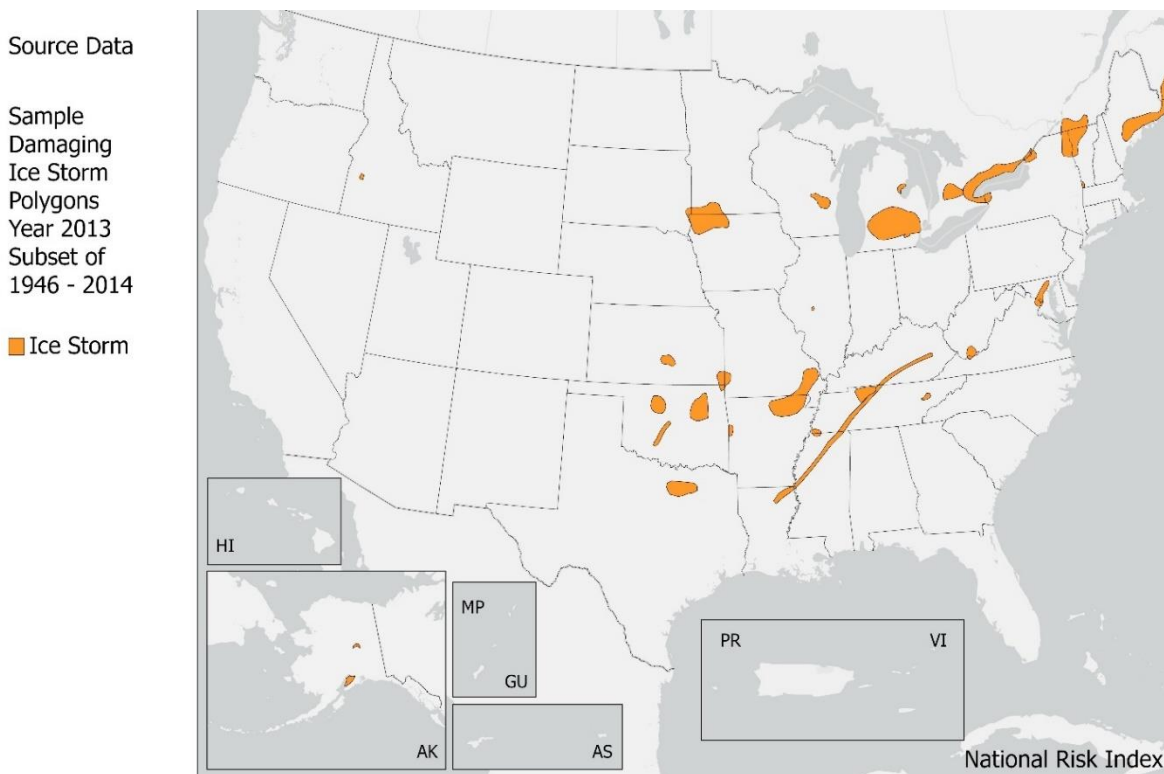 Source Data
Sample
Damaging
Ice Storm
Polygons
Year 2013
Subset of
1946 - 2014
Ice Storm
HI
AK
MP
GU
AS
PR
VI
National Risk Index